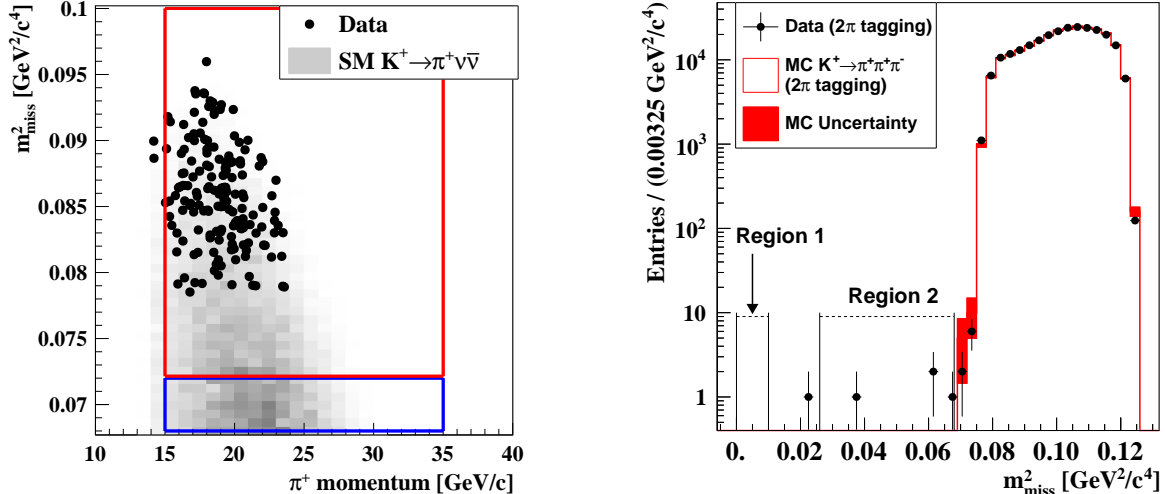 m²miss [GeV²/c⁴]
0.1
0.095
0.09
0.085
0.08
0.075
0.07
Data
SM K⁺→π⁺νν̅
10 15 20 25 30 35 40
π⁺ momentum [GeV/c]
Entries / (0.00325 GeV²/c⁴)
10⁴
10³
10²
10
1
Data (2π tagging)
MC K⁺→π⁺π⁺π⁻
(2π tagging)
MC Uncertainty
Region 1
Region 2
0. 0.02 0.04 0.06 0.08 0.10 0.12
m²miss [GeV²/c⁴]